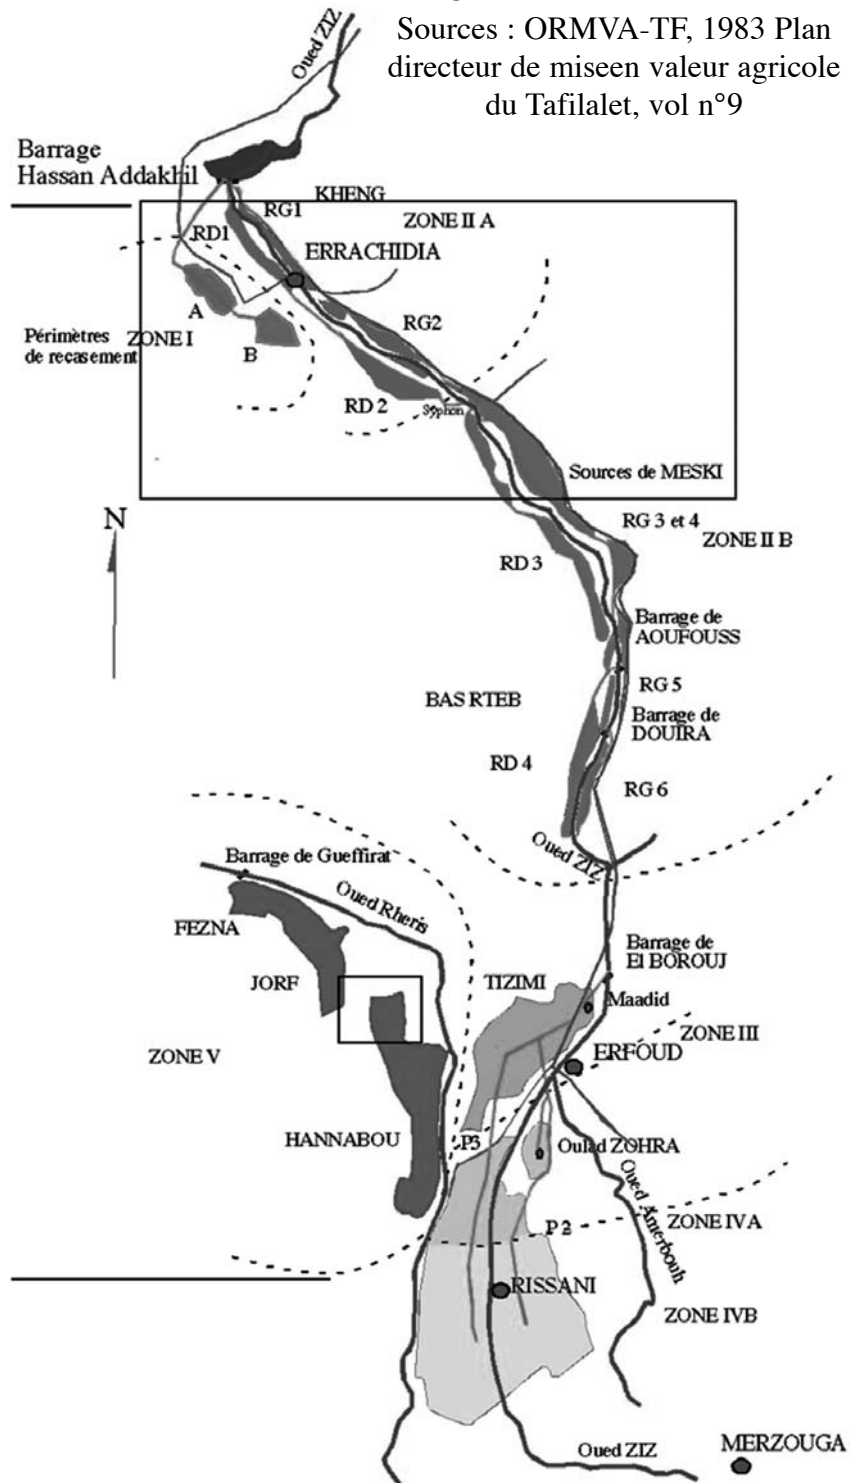 Sources : ORMVA-TF, 1983 Plan
directeur de miseen valeur agricole
du Tafilalet, vol n°9
Oued ZIZ
Barrage
Hassan Addakhil
KHENG
RG1
ZONE II A
RD1
ERRACHIDIA
A
RG2
Périmètres
de recasement
ZONE I
B
RD 2
Syphon
Sources de MESKI
N
RG 3 et 4
ZONE II B
RD 3
Barrage de
AOUFOUSS
RG 5
BAS RTEB
Barrage de
DOUIRA
RD 4
RG 6
Oued ZIZ
Barrage de Gueffirat
Oued Rheris
FEZNA
Barrage de
El BOROUJ
JORF
TIZIMI
Maadid
ZONE III
ZONE V
ERFOUD
HANNABOU
P3
Oulad ZOHRA
Oued Amerbouh
P 2
ZONE IVA
RISSANI
ZONE IVB
Oued ZIZ
MERZOUGA